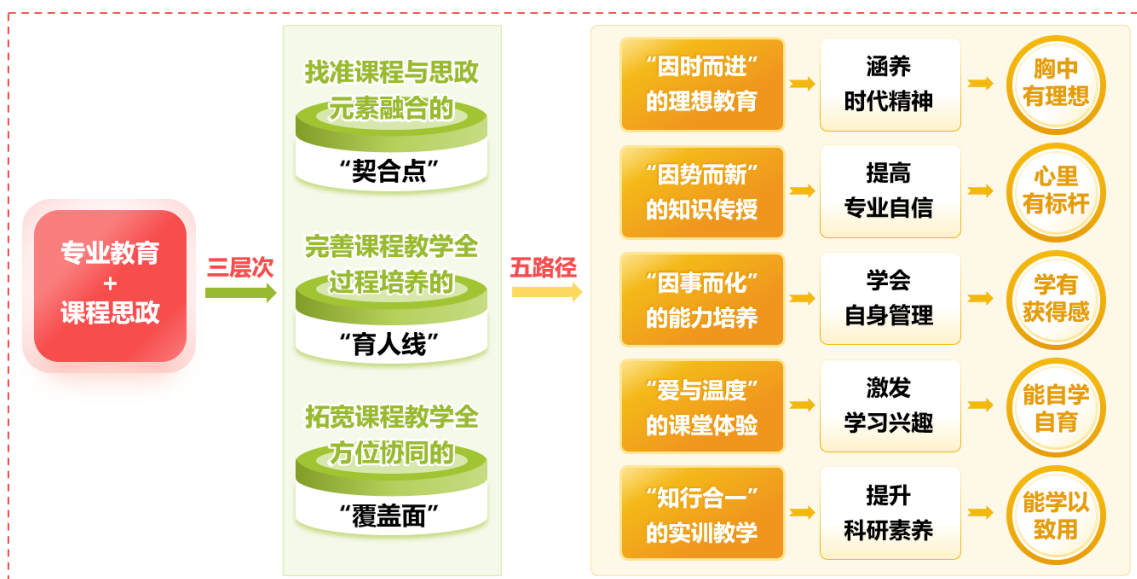 专业教育
+
课程思政
三层次
找准课程与思政
元素融合的
“契合点”
完善课程教学全
过程培养的
“育人线”
拓宽课程教学全
方位协同的
“覆盖面”
五路径
“因时而进”
的理想教育
涵养
时代精神
胸中
有理想
“因势而新”
的知识传授
提高
专业自信
心里
有标杆
“因事而化”
的能力培养
学会
自身管理
学有
获得感
“爱与温度”
的课堂体验
激发
学习兴趣
能自学
自育
“知行合一”
的实训教学
提升
科研素养
能学以
致用